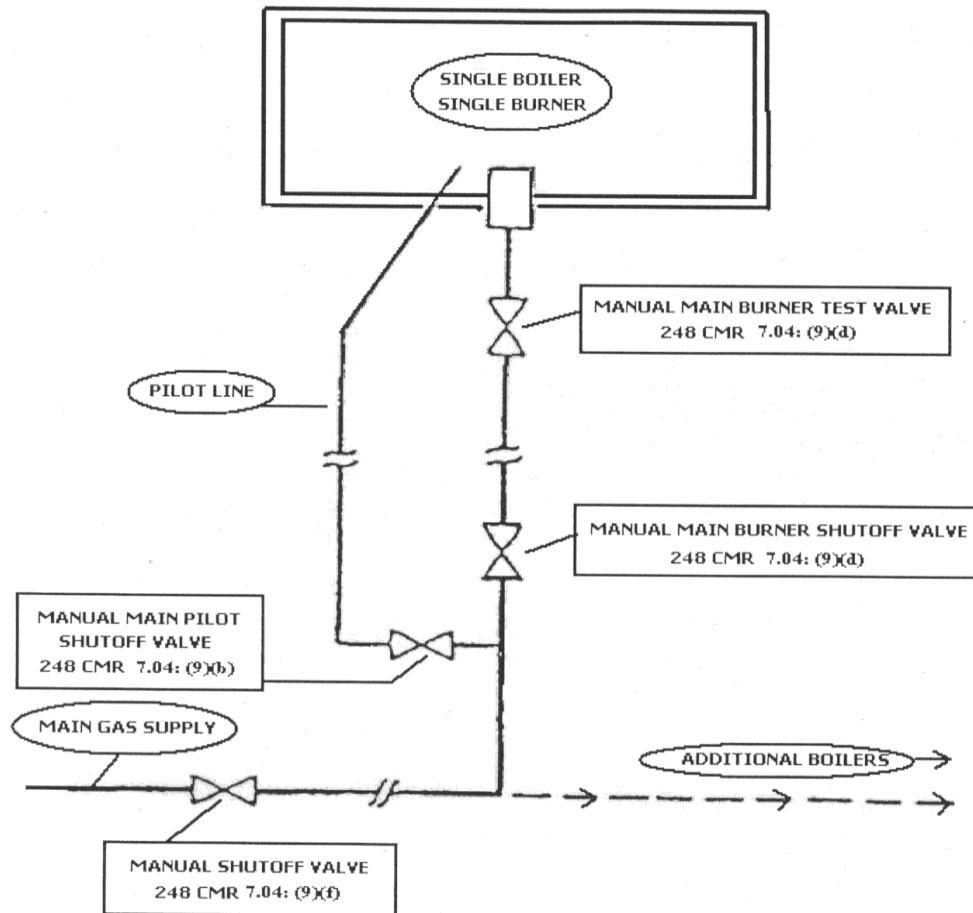 SINGLE BOILER
SINGLE BURNER
MANUAL MAIN BURNER TEST VALVE
248 CMR 7.04: (9)(d)
PILOT LINE
MANUAL MAIN BURNER SHUTOFF VALVE
248 CMR 7.04: (9)(d)
MANUAL MAIN PILOT
SHUTOFF VALVE
248 CMR 7.04: (9)(b)
MAIN GAS SUPPLY
ADDITIONAL BOILERS
MANUAL SHUTOFF VALVE
248 CMR 7.04: (9)(f)